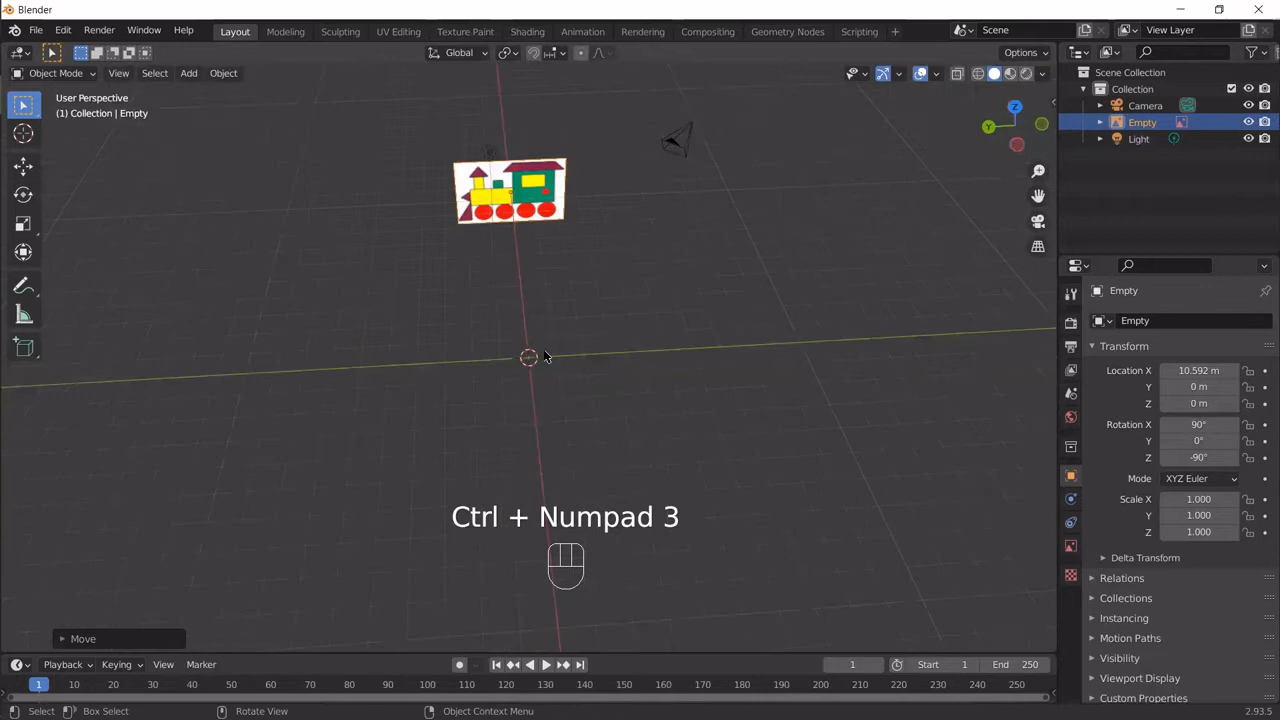 Blender
File Edit Render Window Help Layout Modeling Sculpting UV Editing Texture Paint Shading Animation Rendering Compositing Geometry Nodes Scripting + Scene View Layer
Global Options
Object Mode View Select Add Object
User Perspective
(1) Collection | Empty
Z
Y
Scene Collection
Collection
Camera
Empty
Light
Empty
Empty
Transform
Location X 10.592 m
Y 0 m
Z 0 m
Rotation X 90°
Y 0°
Z -90°
Mode XYZ Euler
Scale X 1.000
Y 1.000
Z 1.000
Delta Transform
Relations
Collections
Instancing
Motion Paths
Visibility
Viewport Display
Custom Properties
Ctrl + Numpad 3
Move
Playback Keying View Marker 1 Start 1 End 250
1 10 20 30 40 50 60 70 80 90 100 110 120 130 140 150 160 170 180 190 200 210 220 230 240 250
Select Box Select Rotate View Object Context Menu 2.93.5